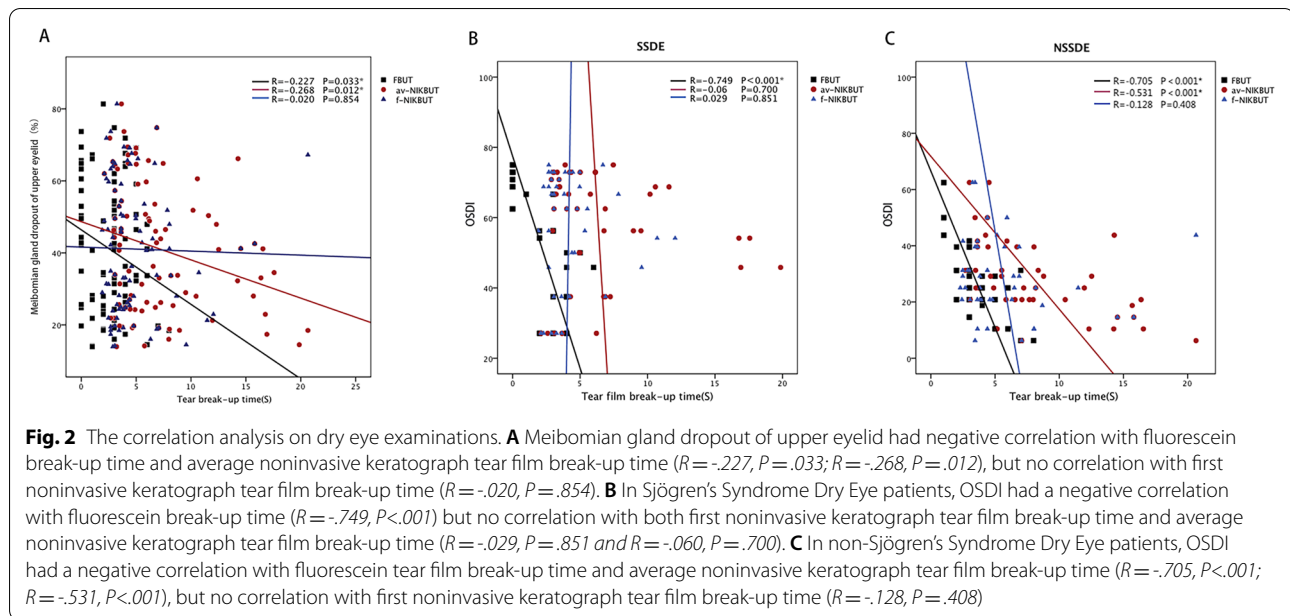 A
R=-0.227 P=0.033*
R=-0.268 P=0.012*
R=-0.020 P=0.854
FBUT
av-NIKBUT
f-NIKBUT
Meibomian gland dropout of upper eyelid (%)
80
60
40
20
0 5 10 15 20 25
Tear break-up time(S)
B
SSDE
R=-0.749 P<0.001*
R=-0.06 P=0.700
R=0.029 P=0.851
FBUT
av-NIKBUT
f-NIKBUT
OSDI
100
80
60
40
20
0 5 10 15 20
Tear film break-up time(S)
C
NSSDE
R=-0.705 P<0.001*
R=-0.531 P<0.001*
R=-0.128 P=0.408
FBUT
av-NIKBUT
f-NIKBUT
OSDI
100
80
60
40
20
0
0 5 10 15 20
Tear break-up time(S)
Fig. 2 The correlation analysis on dry eye examinations. A Meibomian gland dropout of upper eyelid had negative correlation with fluorescein
break-up time and average noninvasive keratograph tear film break-up time (R=-.227, P=.033; R=-.268, P=.012), but no correlation with first
noninvasive keratograph tear film break-up time (R=-.020, P=.854). B In Sjögren's Syndrome Dry Eye patients, OSDI had a negative correlation
with fluorescein break-up time (R=-.749, P<.001) but no correlation with both first noninvasive keratograph tear film break-up time and average
noninvasive keratograph tear film break-up time (R=-.029, P=.851 and R=-.060, P=.700). C In non-Sjögren's Syndrome Dry Eye patients, OSDI
had a negative correlation with fluorescein tear film break-up time and average noninvasive keratograph tear film break-up time (R=-.705, P<.001;
R=-.531, P<.001), but no correlation with first noninvasive keratograph tear film break-up time (R=-.128, P=.408)